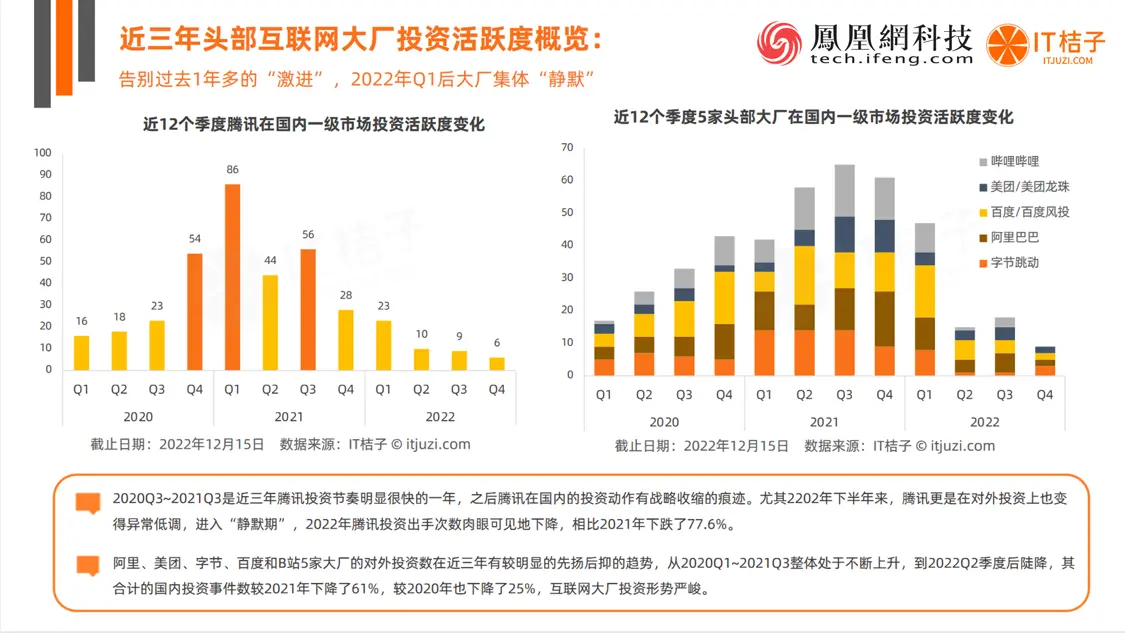 近三年头部互联网大厂投资活跃度概览：
告别过去1年多的“激进”，2022年Q1后大厂集体“静默”
鳳凰網科技
tech.ifeng.com
IT桔子
ITJUZI.COM
近12个季度腾讯在国内一级市场投资活跃度变化
100
90
80
70
60
50
40
30
20
10
0
16
18
23
54
86
44
56
28
23
10
9
6
Q1 Q2 Q3 Q4 Q1 Q2 Q3 Q4 Q1 Q2 Q3 Q4
2020 2021 2022
截止日期：2022年12月15日 数据来源：IT桔子 © itjuzi.com
近12个季度5家头部大厂在国内一级市场投资活跃度变化
70
60
50
40
30
20
10
0
哔哩哔哩
美团/美团龙珠
百度/百度风投
阿里巴巴
字节跳动
Q1 Q2 Q3 Q4 Q1 Q2 Q3 Q4 Q1 Q2 Q3 Q4
2020 2021 2022
截止日期：2022年12月15日 数据来源：IT桔子 © itjuzi.com
2020Q3~2021Q3是近三年腾讯投资节奏明显很快的一年，之后腾讯在国内的投资动作有战略收缩的痕迹。尤其2202年下半年来，腾讯更是在对外投资上也变
得异常低调，进入“静默期”，2022年腾讯投资出手次数肉眼可见地下降，相比2021年下跌了77.6%。
阿里、美团、字节、百度和B站5家大厂的对外投资数在近三年有较明显的先扬后抑的趋势，从2020Q1~2021Q3整体处于不断上升，到2022Q2季度后陡降，其
合计的国内投资事件数较2021年下降了61%，较2020年也下降了25%，互联网大厂投资形势严峻。